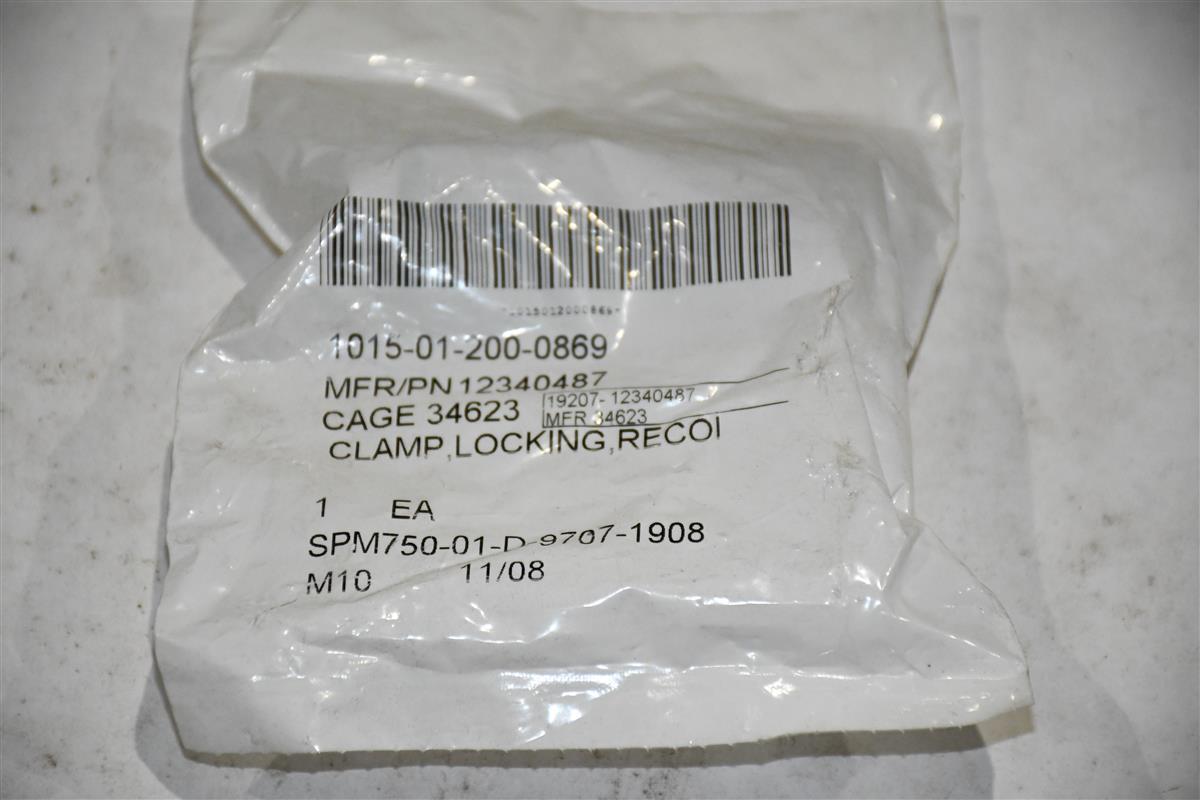 1015-01-200-0869
MFR/PN 12340487
CAGE 34623
19207- 12340487
MFR 34623
CLAMP,LOCKING,RECOI
1 EA
SPM750-01-D-9707-1908
M10 11/08